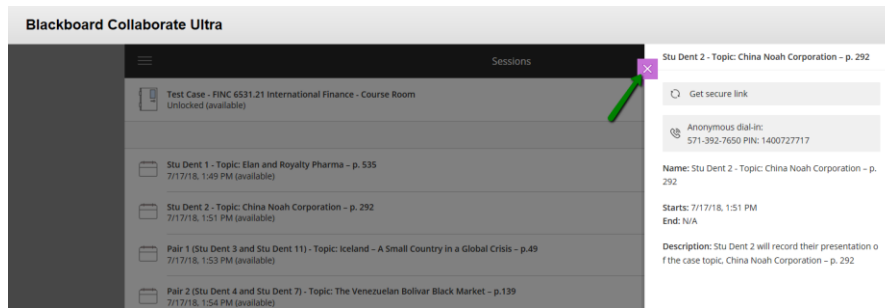 Blackboard Collaborate Ultra
Sessions
Test Case - FINC 6531.21 International Finance - Course Room
Unlocked (available)
Stu Dent 1 - Topic: Elan and Royalty Pharma – p. 535
7/17/18, 1:49 PM (available)
Stu Dent 2 - Topic: China Noah Corporation – p. 292
7/17/18, 1:51 PM (available)
Pair 1 (Stu Dent 3 and Stu Dent 11) - Topic: Iceland – A Small Country in a Global Crisis – p.49
7/17/18, 1:53 PM (available)
Pair 2 (Stu Dent 4 and Stu Dent 7) - Topic: The Venezuelan Bolivar Black Market – p.139
7/17/18, 1:54 PM (available)
Stu Dent 2 - Topic: China Noah Corporation – p. 292
Get secure link
Anonymous dial-in:
571-392-7650 PIN: 1400727717
Name: Stu Dent 2 - Topic: China Noah Corporation – p.
292
Starts: 7/17/18, 1:51 PM
End: N/A
Description: Stu Dent 2 will record their presentation o
f the case topic, China Noah Corporation – p. 292